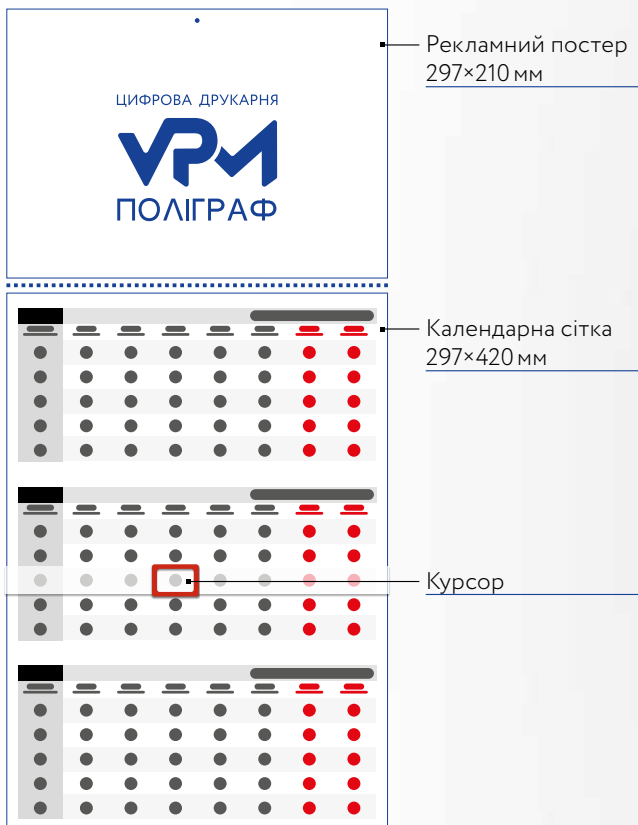 Рекламний постер
297×210 мм
ЦИФРОВА ДРУКАРНЯ
VPM
ПОЛІГРАФ
Календарна сітка
297×420 мм
Курсор